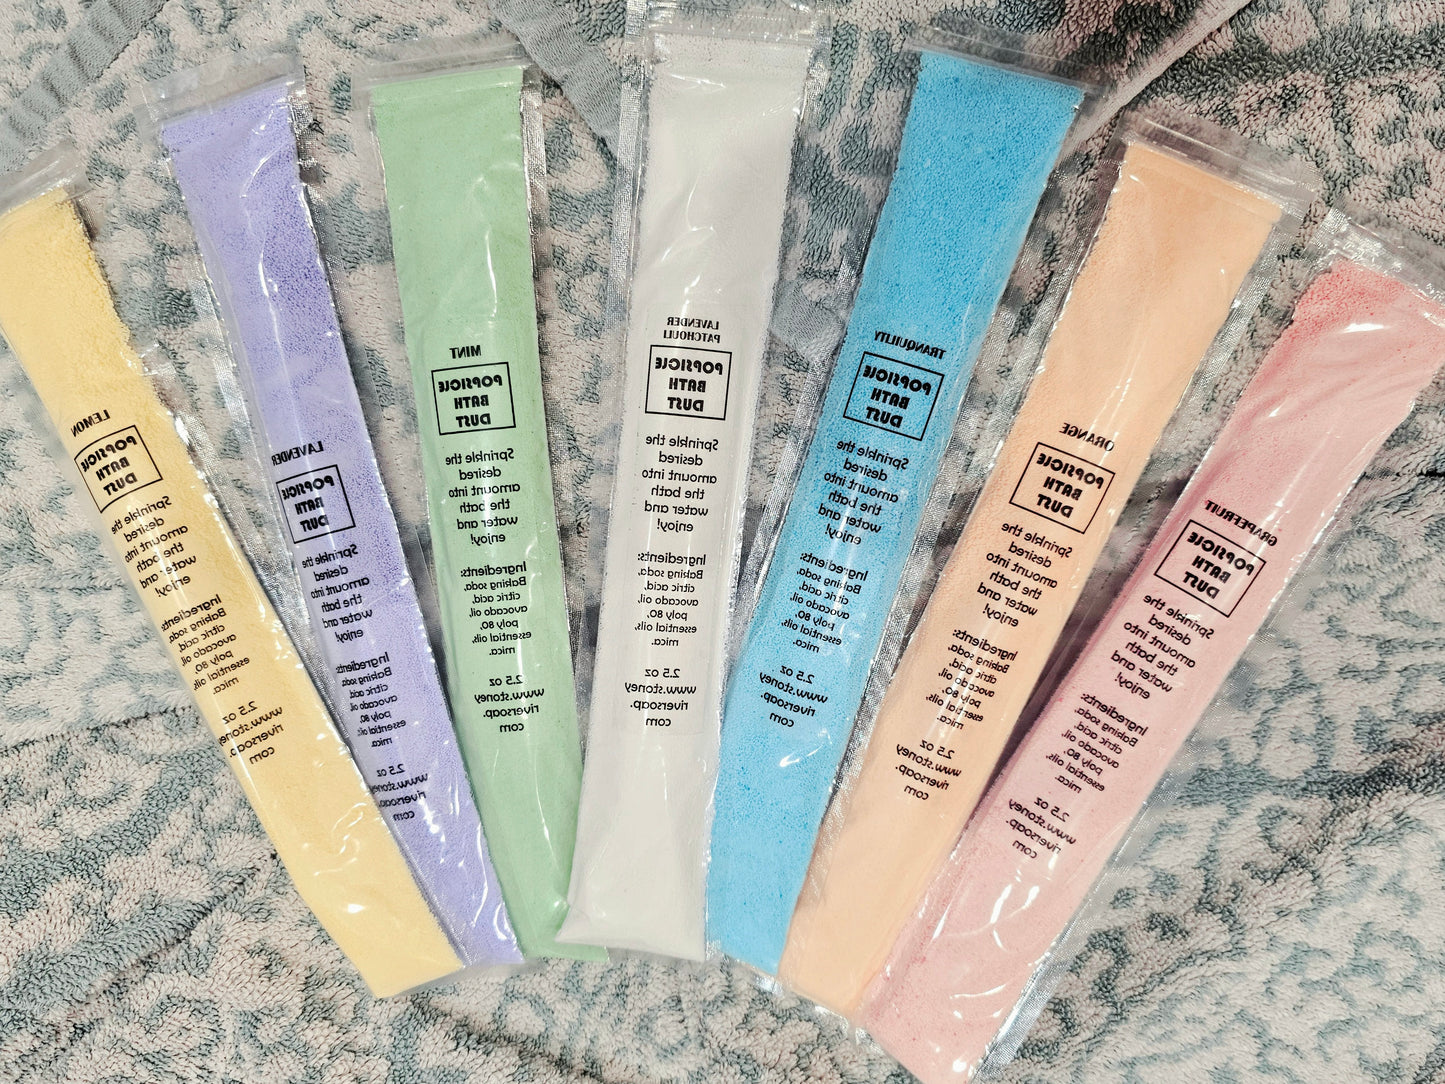 LEMON
POPSICLE
BATH
DUST
Sprinkle the
desired
amount into
the bath
water and
enjoy!
Ingredients:
Baking soda,
citric acid,
avocado oil,
poly 80,
essential oils,
mica.
2.5 oz
www.stoney
riversoap.
com
LAVENDER
POPSICLE
BATH
DUST
Sprinkle the
desired
amount into
the bath
water and
enjoy!
Ingredients:
Baking soda,
citric acid,
avocado oil,
poly 80,
essential oils,
mica.
2.5 oz
www.stoney
riversoap.
com
MINT
POPSICLE
BATH
DUST
Sprinkle the
desired
amount into
the bath
water and
enjoy!
Ingredients:
Baking soda,
citric acid,
avocado oil,
poly 80,
essential oils,
mica.
2.5 oz
www.stoney
riversoap.
com
LAVENDER
PATCHOULI
POPSICLE
BATH
DUST
Sprinkle the
desired
amount into
the bath
water and
enjoy!
Ingredients:
Baking soda,
citric acid,
avocado oil,
poly 80,
essential oils,
mica.
2.5 oz
www.stoney
riversoap.
com
TRANQUILITY
POPSICLE
BATH
DUST
Sprinkle the
desired
amount into
the bath
water and
enjoy!
Ingredients:
Baking soda,
citric acid,
avocado oil,
poly 80,
essential oils,
mica.
2.5 oz
www.stoney
riversoap.
com
ORANGE
POPSICLE
BATH
DUST
Sprinkle the
desired
amount into
the bath
water and
enjoy!
Ingredients:
Baking soda,
citric acid,
avocado oil,
poly 80,
essential oils,
mica.
2.5 oz
www.stoney
riversoap.
com
GRAPEFRUIT
POPSICLE
BATH
DUST
Sprinkle the
desired
amount into
the bath
water and
enjoy!
Ingredients:
Baking soda,
citric acid,
avocado oil,
poly 80,
essential oils,
mica.
2.5 oz
www.stoney
riversoap.
com